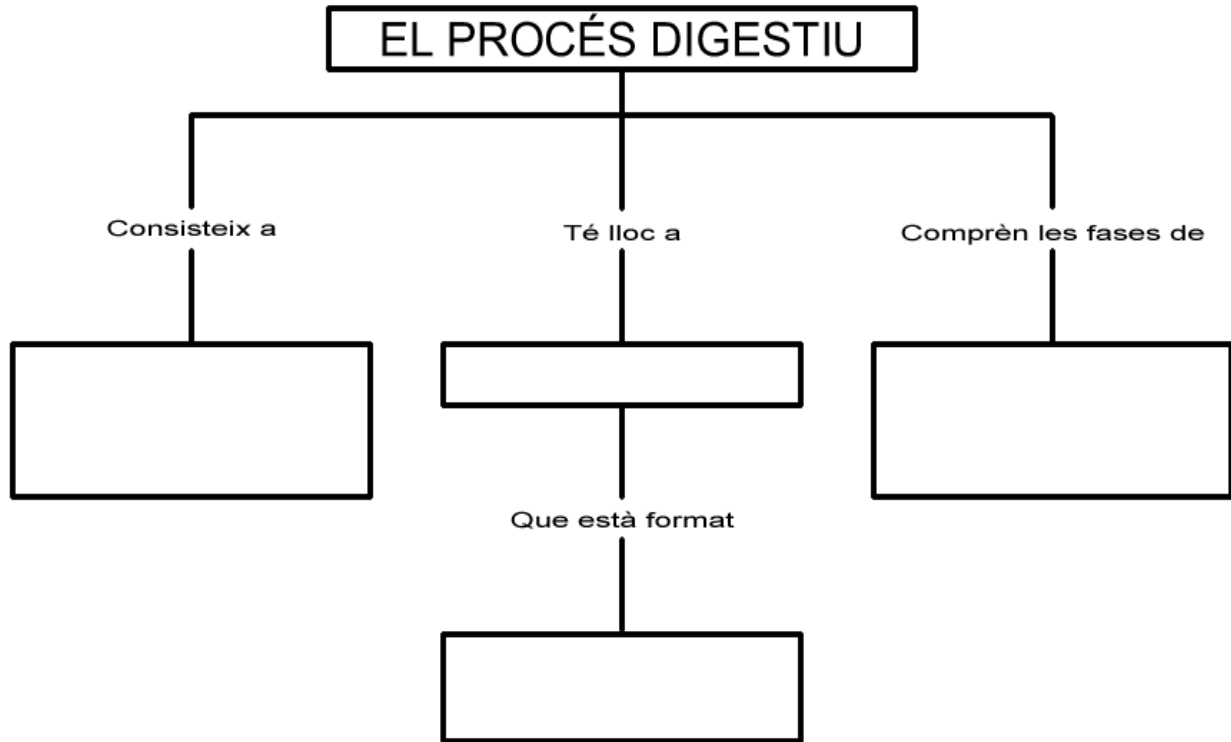 EL PROCÉS DIGESTIU
Consisteix a
Té lloc a
Comprèn les fases de
Que està format